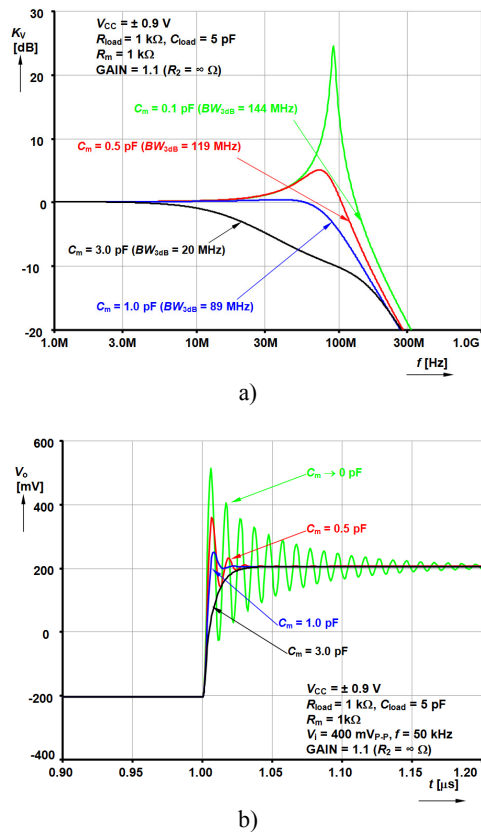 K_V
[dB]
30
20
10
0
-10
-20
V_CC = ± 0.9 V
R_load = 1 kΩ, C_load = 5 pF
R_m = 1 kΩ
GAIN = 1.1 (R_2 = ∞ Ω)
C_m = 0.1 pF (BW_3dB = 144 MHz)
C_m = 0.5 pF (BW_3dB = 119 MHz)
C_m = 3.0 pF (BW_3dB = 20 MHz)
C_m = 1.0 pF (BW_3dB = 89 MHz)
1.0M 3.0M 10M 30M 100M 300M 1.0G
f [Hz]
a)
V_o
[mV]
600
400
200
0
-200
-400
C_m → 0 pF
C_m = 0.5 pF
C_m = 1.0 pF
C_m = 3.0 pF
V_CC = ± 0.9 V
R_load = 1 kΩ, C_load = 5 pF
R_m = 1kΩ
V_i = 400 mV_P-P, f = 50 kHz
GAIN = 1.1 (R_2 = ∞ Ω)
0.90 0.95 1.00 1.05 1.10 1.15 1.20
t [µs]
b)